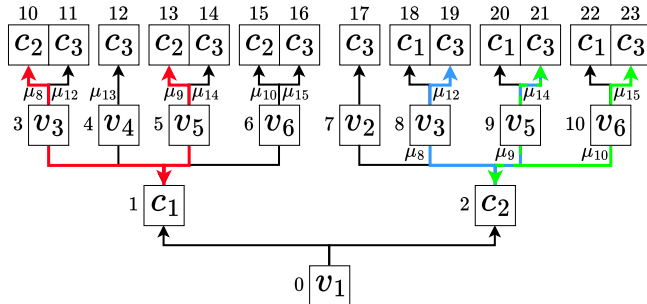 10 11 12 13 14 15 16 17 18 19 20 21 22 23
c₂ c₃ c₃ c₂ c₃ c₂ c₃ c₃ c₁ c₃ c₁ c₃ c₁ c₃
μ₈ μ₁₂ μ₁₃ μ₉ μ₁₄ μ₁₀ μ₁₅ μ₁₂ μ₁₄ μ₁₅
3 v₃ 4 v₄ 5 v₅ 6 v₆ 7 v₂ 8 v₃ 9 v₅ 10 v₆
μ₈ μ₉ μ₁₀
1 c₁ 2 c₂
0 v₁